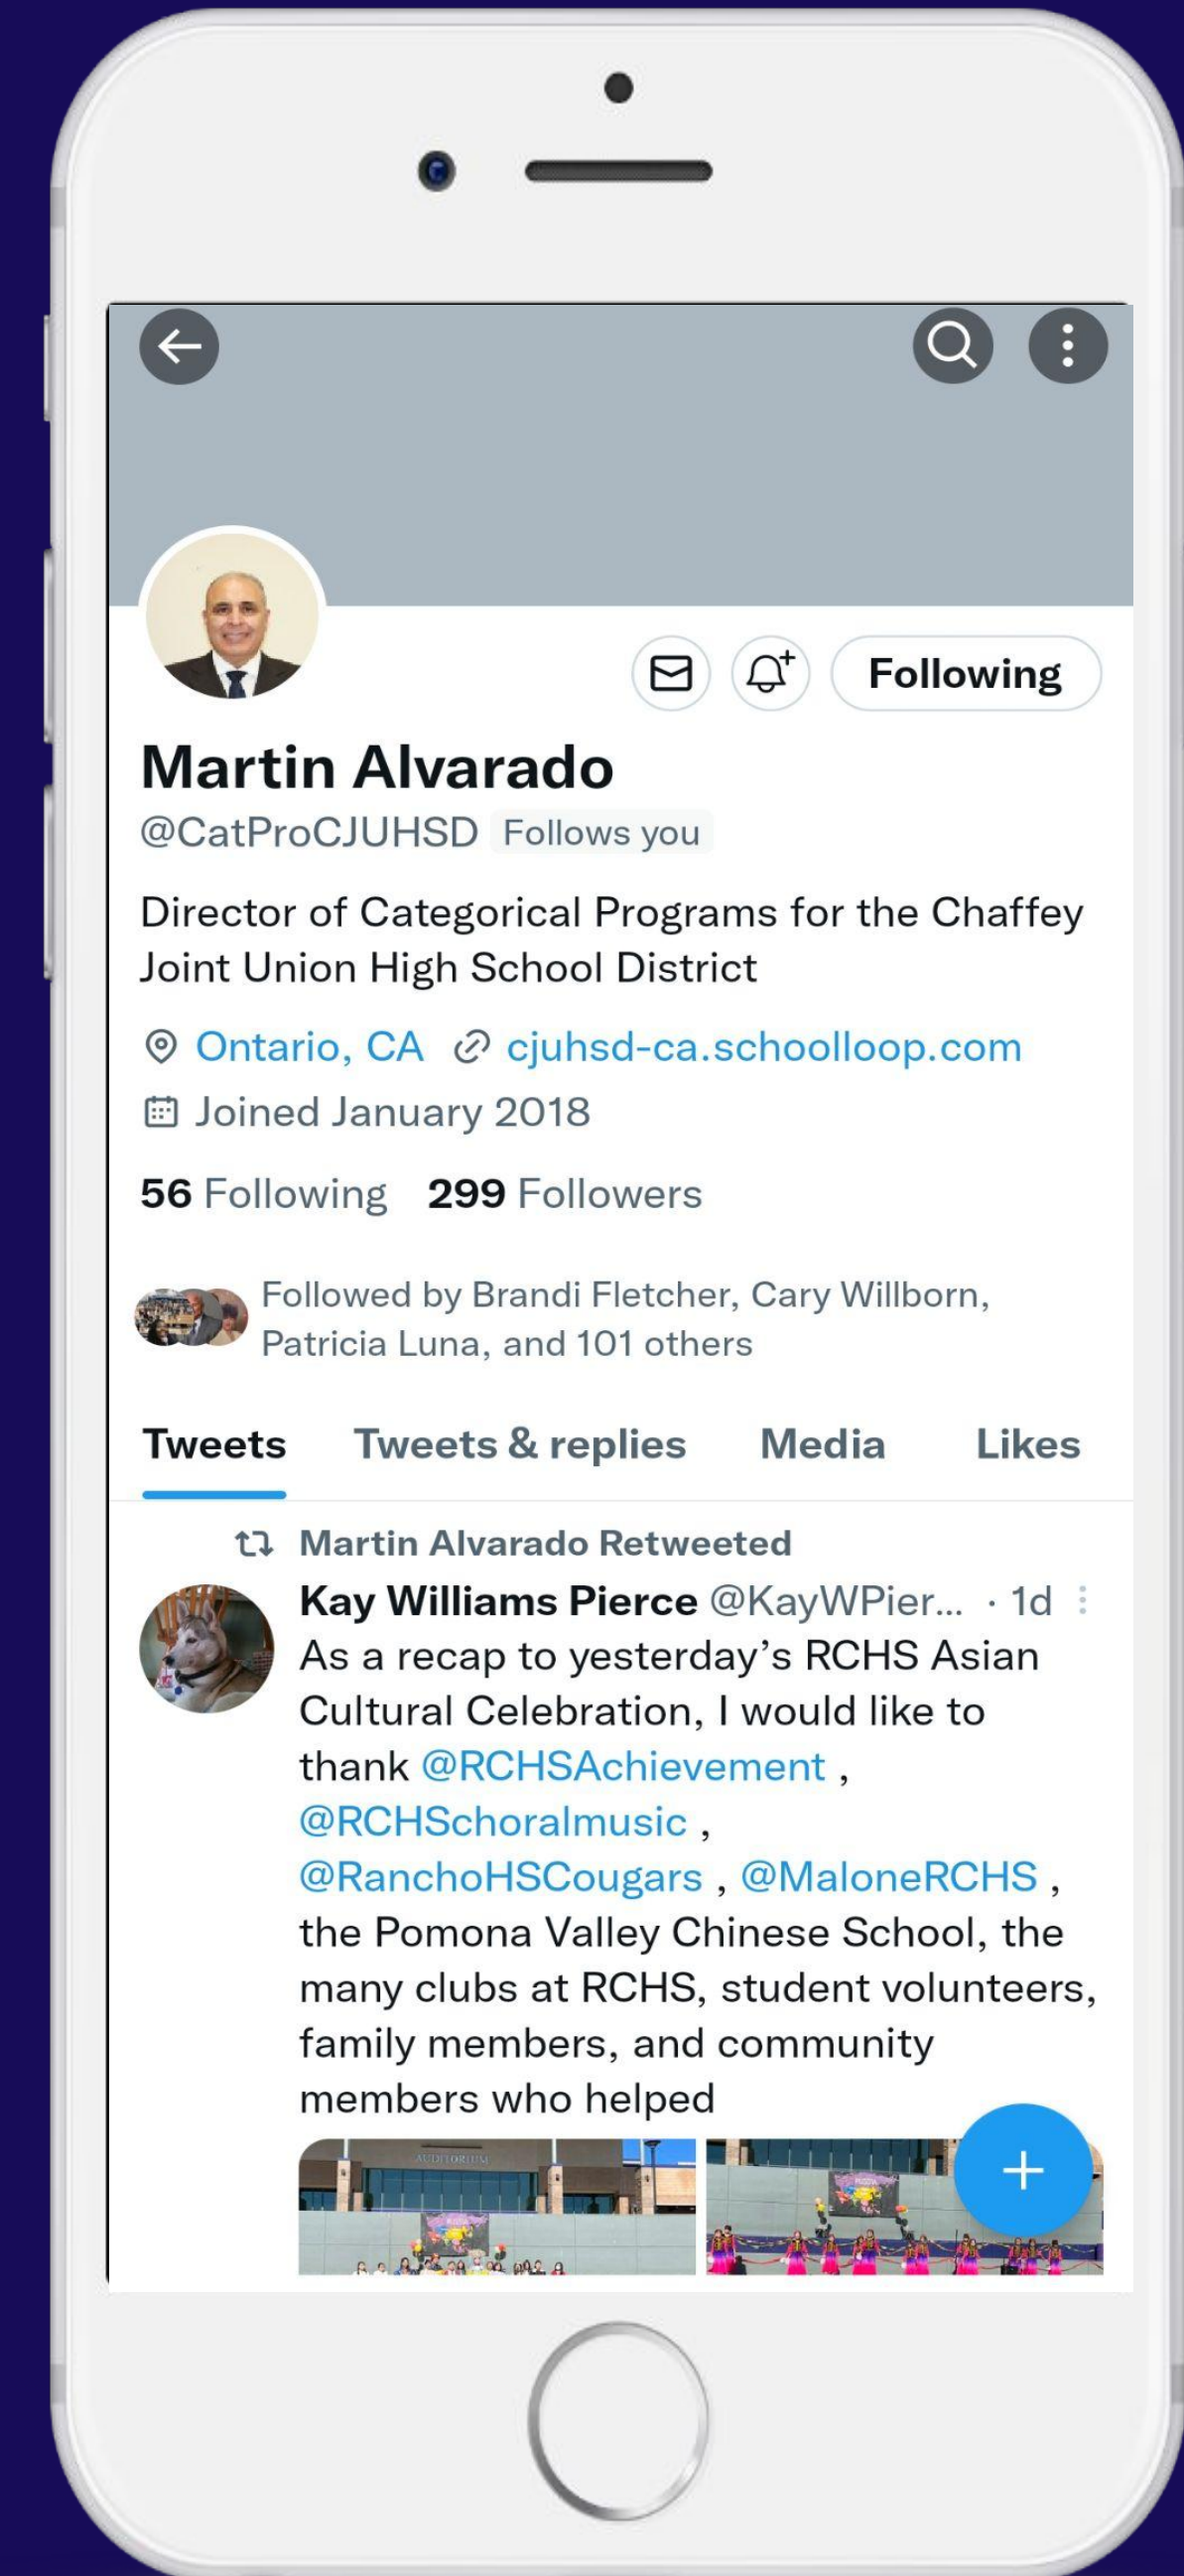 Following
Martin Alvarado
@CatProCJUHSD Follows you
Director of Categorical Programs for the Chaffey
Joint Union High School District
Ontario, CA cjuhsd-ca.schoolloop.com
Joined January 2018
56 Following 299 Followers
Followed by Brandi Fletcher, Cary Willborn,
Patricia Luna, and 101 others
Tweets Tweets & replies Media Likes
Martin Alvarado Retweeted
Kay Williams Pierce @KayWPier... · 1d
As a recap to yesterday’s RCHS Asian
Cultural Celebration, I would like to
thank @RCHSAchievement ,
@RCHSchoralmusic ,
@RanchoHSCougars , @MaloneRCHS ,
the Pomona Valley Chinese School, the
many clubs at RCHS, student volunteers,
family members, and community
members who helped
AUDITORIUM